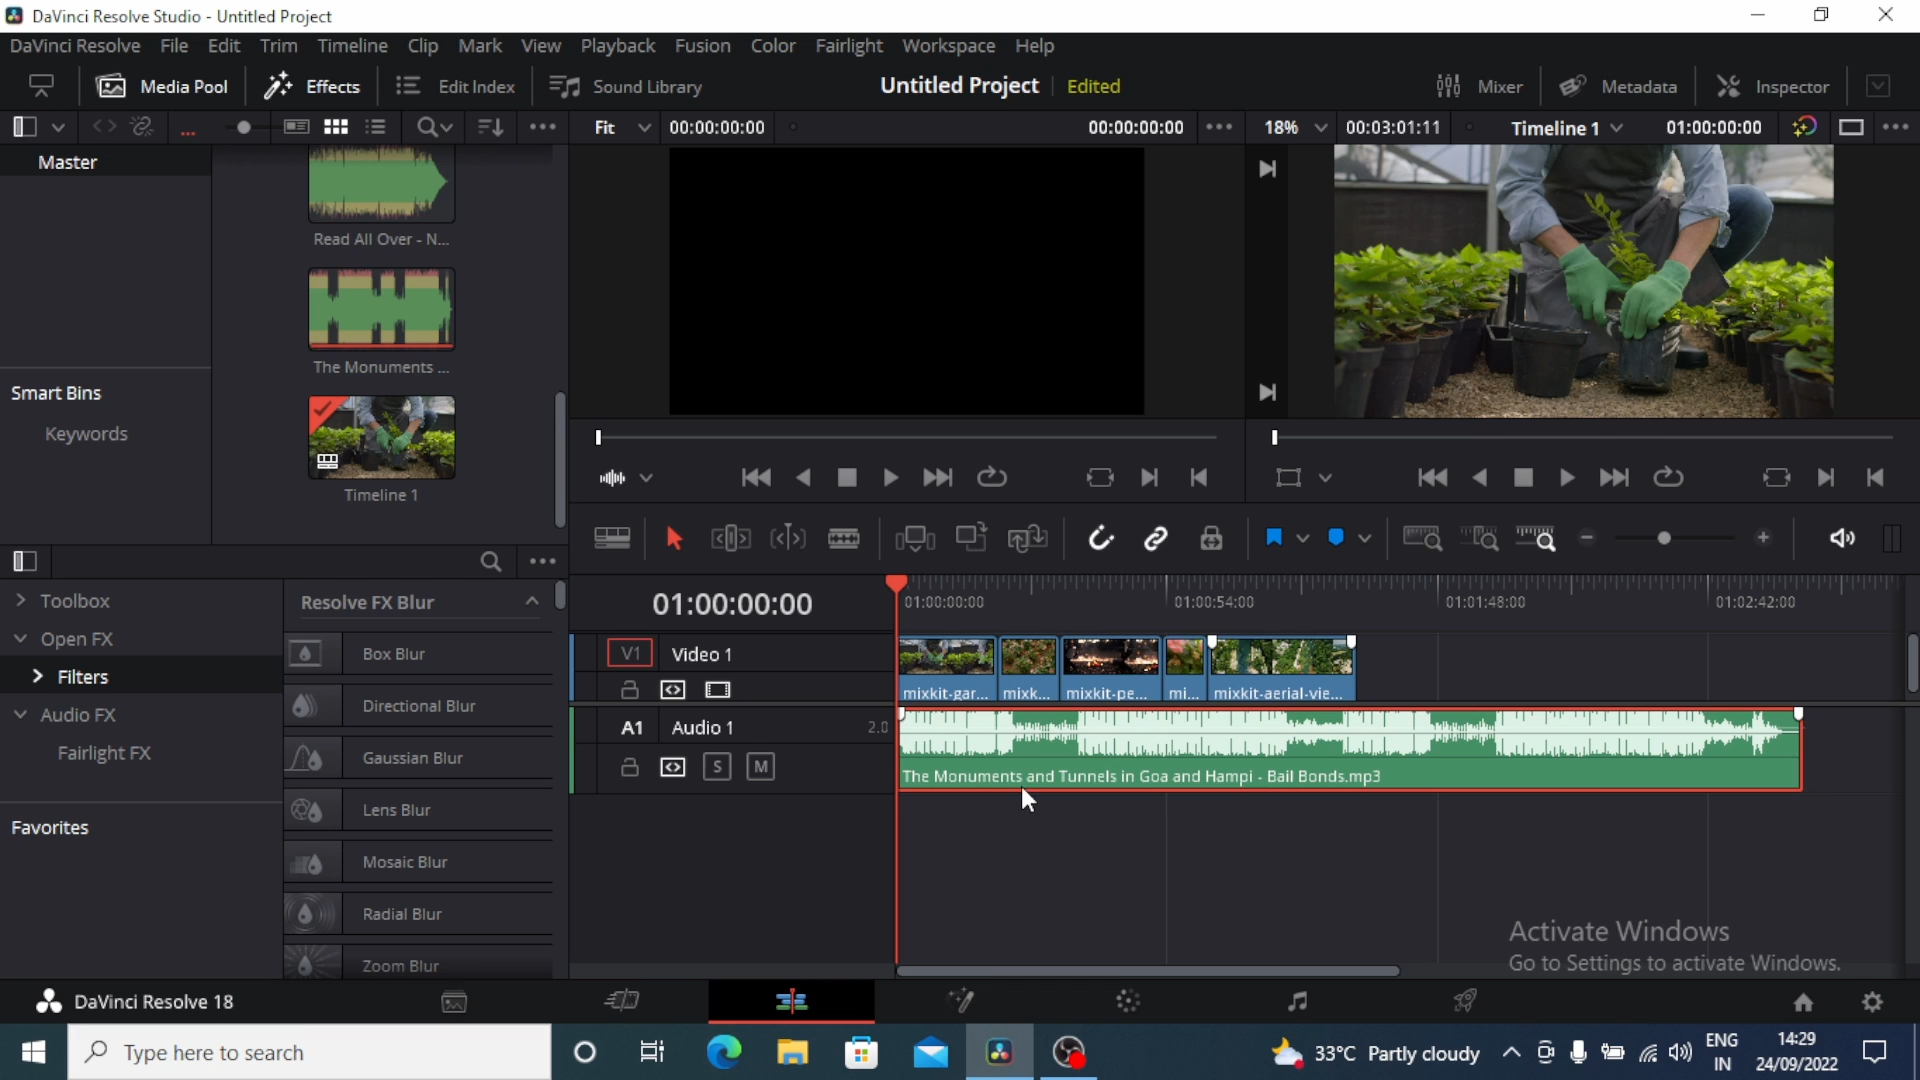 DaVinci Resolve Studio - Untitled Project
DaVinci Resolve File Edit Trim Timeline Clip Mark View Playback Fusion Color Fairlight Workspace Help
Media Pool Effects Edit Index Sound Library Untitled Project Edited Mixer Metadata Inspector
... Fit 00:00:00:00 00:00:00:00 18% 00:03:01:11 Timeline 1 01:00:00:00
Master
Read All Over - N...
The Monuments ...
Smart Bins
Keywords
Timeline 1
Toolbox
Open FX
Filters
Audio FX
Fairlight FX
Favorites
Resolve FX Blur
Box Blur
Directional Blur
Gaussian Blur
Lens Blur
Mosaic Blur
Radial Blur
Zoom Blur
01:00:00:00 01:00:00:00 01:00:54:00 01:01:48:00 01:02:42:00
V1 Video 1
mixkit-gar... mixk... mixkit-pe... mi... mixkit-aerial-vie...
A1 Audio 1 2.0
S M
The Monuments and Tunnels in Goa and Hampi - Bail Bonds.mp3
Activate Windows
Go to Settings to activate Windows.
DaVinci Resolve 18
Type here to search
33°C Partly cloudy
ENG
IN
14:29
24/09/2022